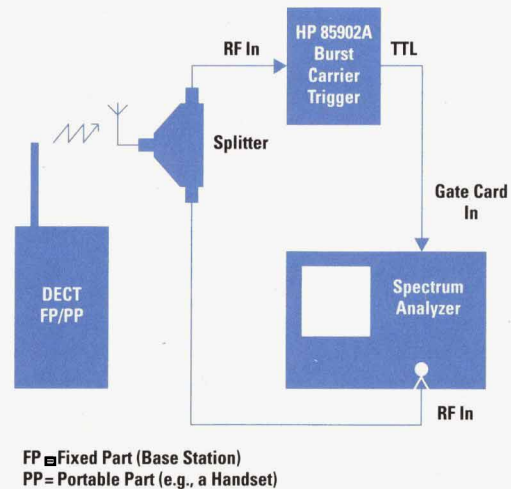 HP 85902A
Burst
Carrier
Trigger
RF In
TTL
Splitter
Gate Card
In
DECT
FP/PP
Spectrum
Analyzer
RF In
FP = Fixed Part (Base Station)
PP = Portable Part (e.g., a Handset)